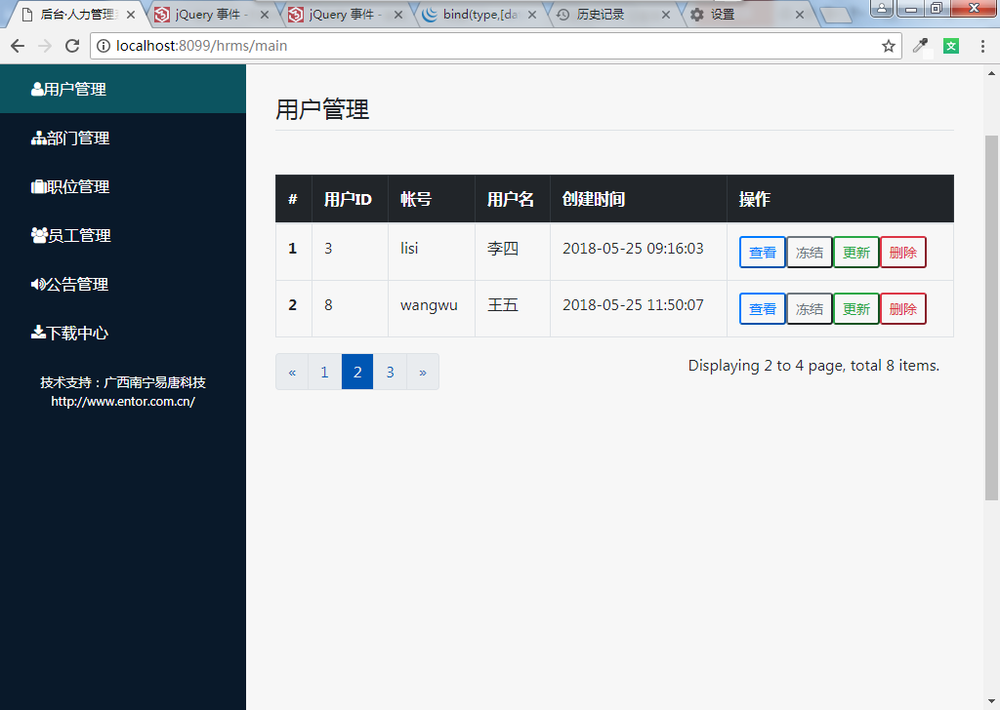 后台·人力管理 jQuery 事件 - jQuery 事件 - bind(type,[da 历史记录 设置
localhost:8099/hrms/main
用户管理
部门管理
职位管理
员工管理
公告管理
下载中心
技术支持：广西南宁易唐科技
http://www.entor.com.cn/
用户管理
# 用户ID 帐号 用户名 创建时间 操作
1 3 lisi 李四 2018-05-25 09:16:03 查看 冻结 更新 删除
2 8 wangwu 王五 2018-05-25 11:50:07 查看 冻结 更新 删除
« 1 2 3 »
Displaying 2 to 4 page, total 8 items.